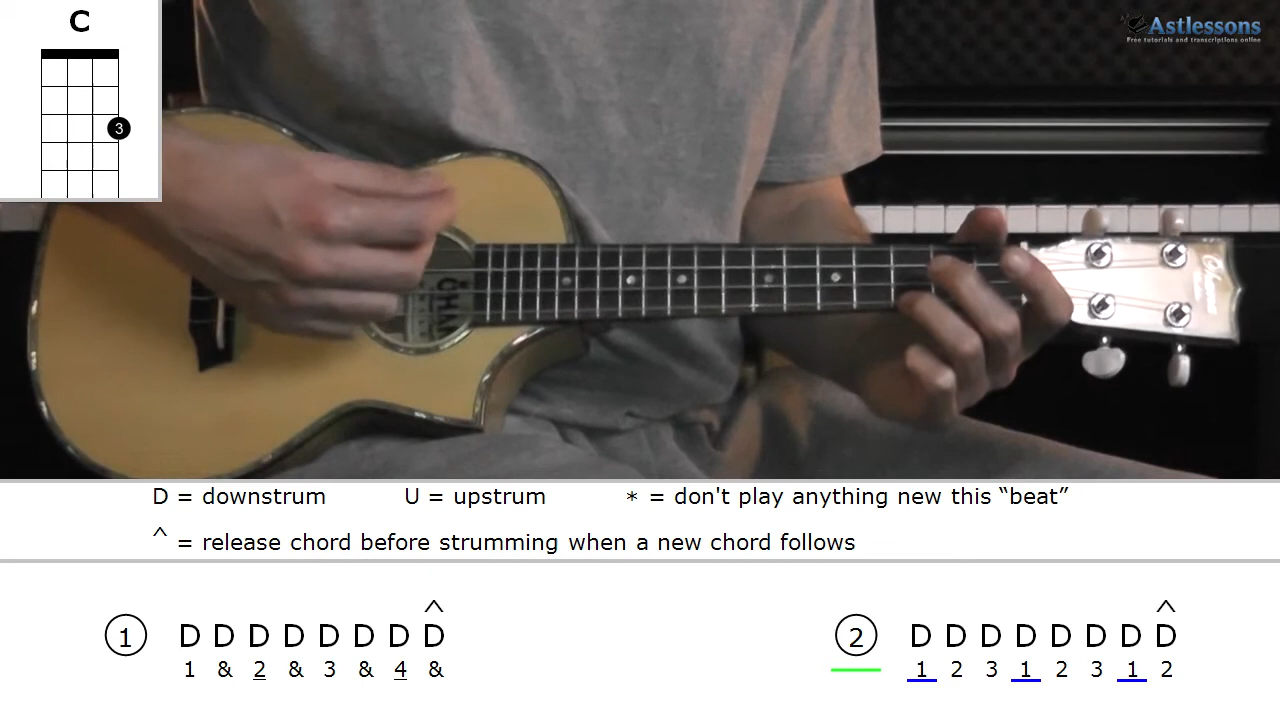 C
Astlessons
Free tutorials and transcriptions online
3
D = downstrum U = upstrum * = don't play anything new this “beat”
^ = release chord before strumming when a new chord follows
^ ^
1 D D D D D D D D 2 D D D D D D D D
1 & 2 & 3 & 4 & 1 2 3 1 2 3 1 2